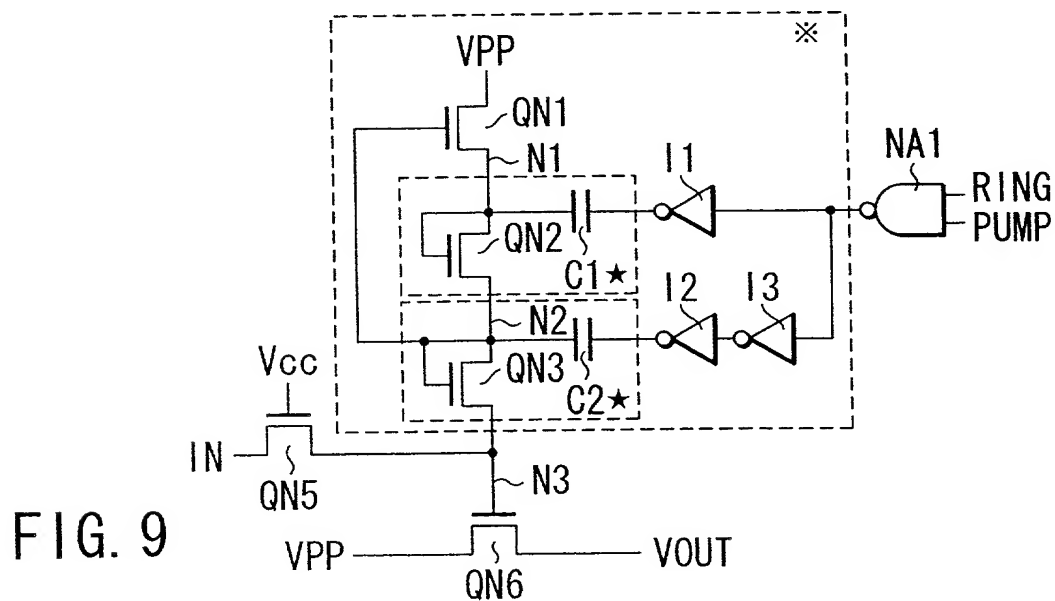 ※
VPP
QN1
N1
I1
NA1
RING
PUMP
QN2
C1★
N2
I2
I3
QN3
C2★
Vcc
IN
QN5
N3
FIG. 9
VPP
QN6
VOUT